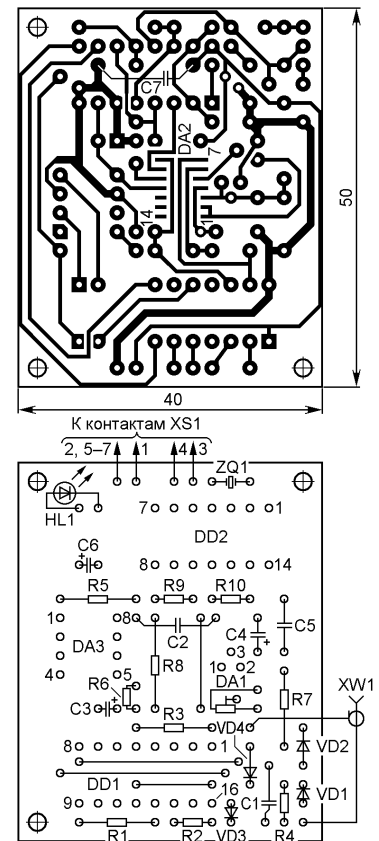 C7
DA2
7
14
1
50
40
К контактам XS1
2, 5–7
1
4
3
ZQ1
HL1
7
1
DD2
C6
8
14
R5
R9
R10
1
8
C2
C4
C5
DA3
R8
3
1
2
4
5
DA1
R6
R7
XW1
C3
R3
VD4
8
1
VD2
DD1
16
9
C1
VD1
R1
R2
VD3
R4